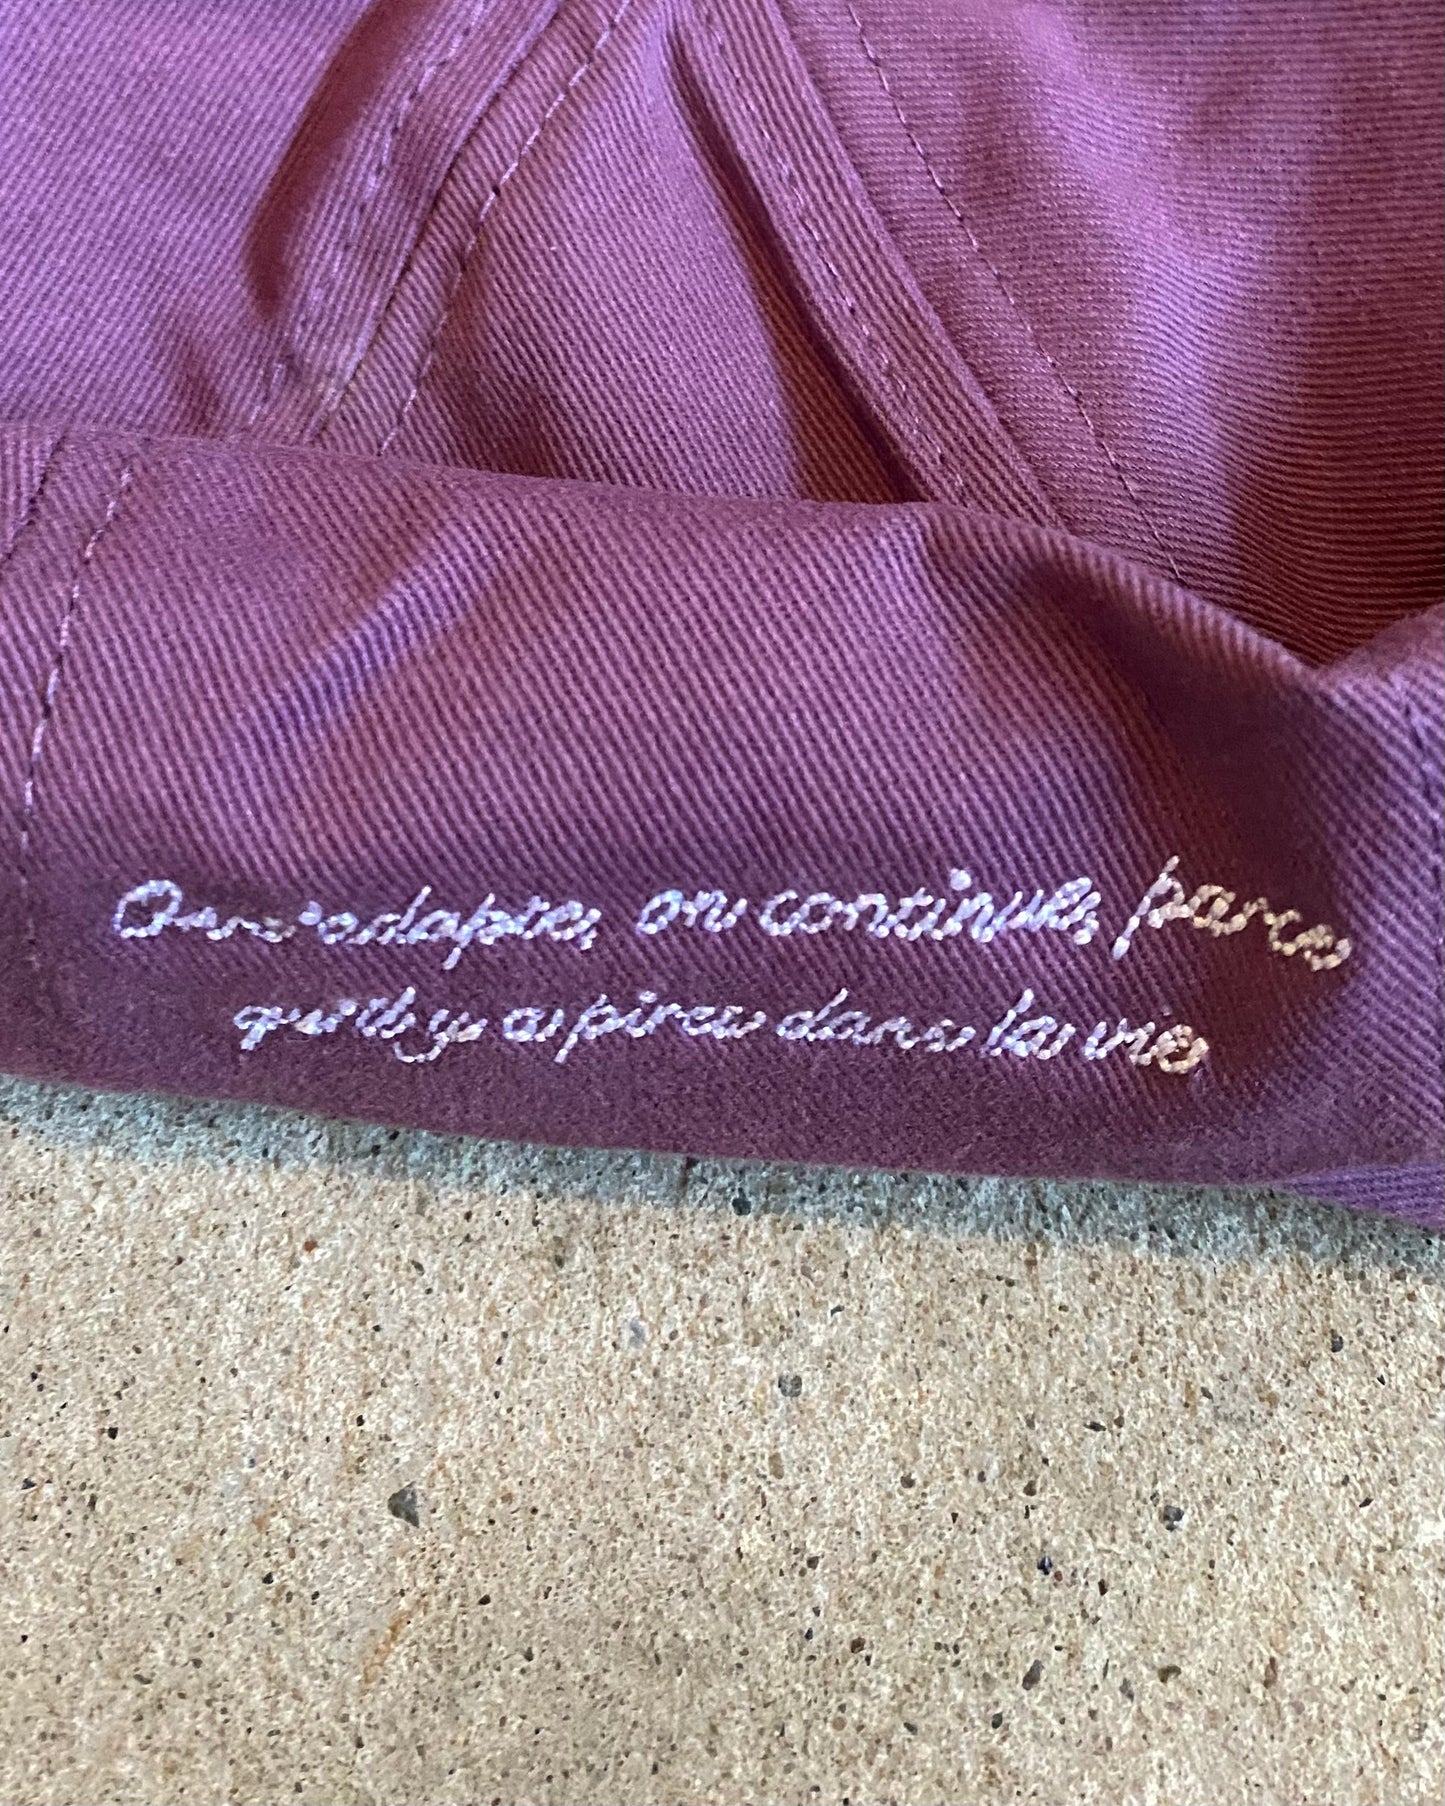 On s'adapte, on continue, parce
qu'il y a pire dans la vie